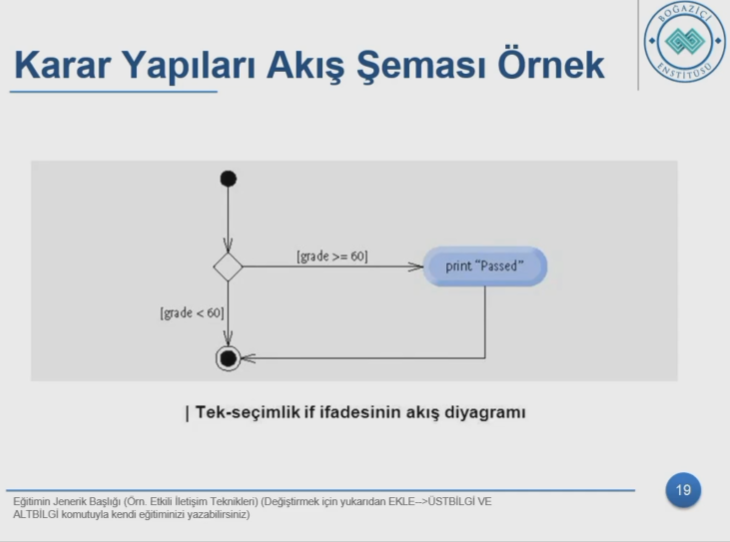 Karar Yapıları Akış Şeması Örnek
BOĞAZİÇİ
ENSTİTÜSÜ
[grade >= 60]
print “Passed”
[grade < 60]
| Tek-seçimlik if ifadesinin akış diyagramı
Eğitimin Jenerik Başlığı (Örn. Etkili İletişim Teknikleri) (Değiştirmek için yukarıdan EKLE-->ÜSTBİLGİ VE
ALTBİLGİ komutuyla kendi eğitiminizi yazabilirsiniz)
19